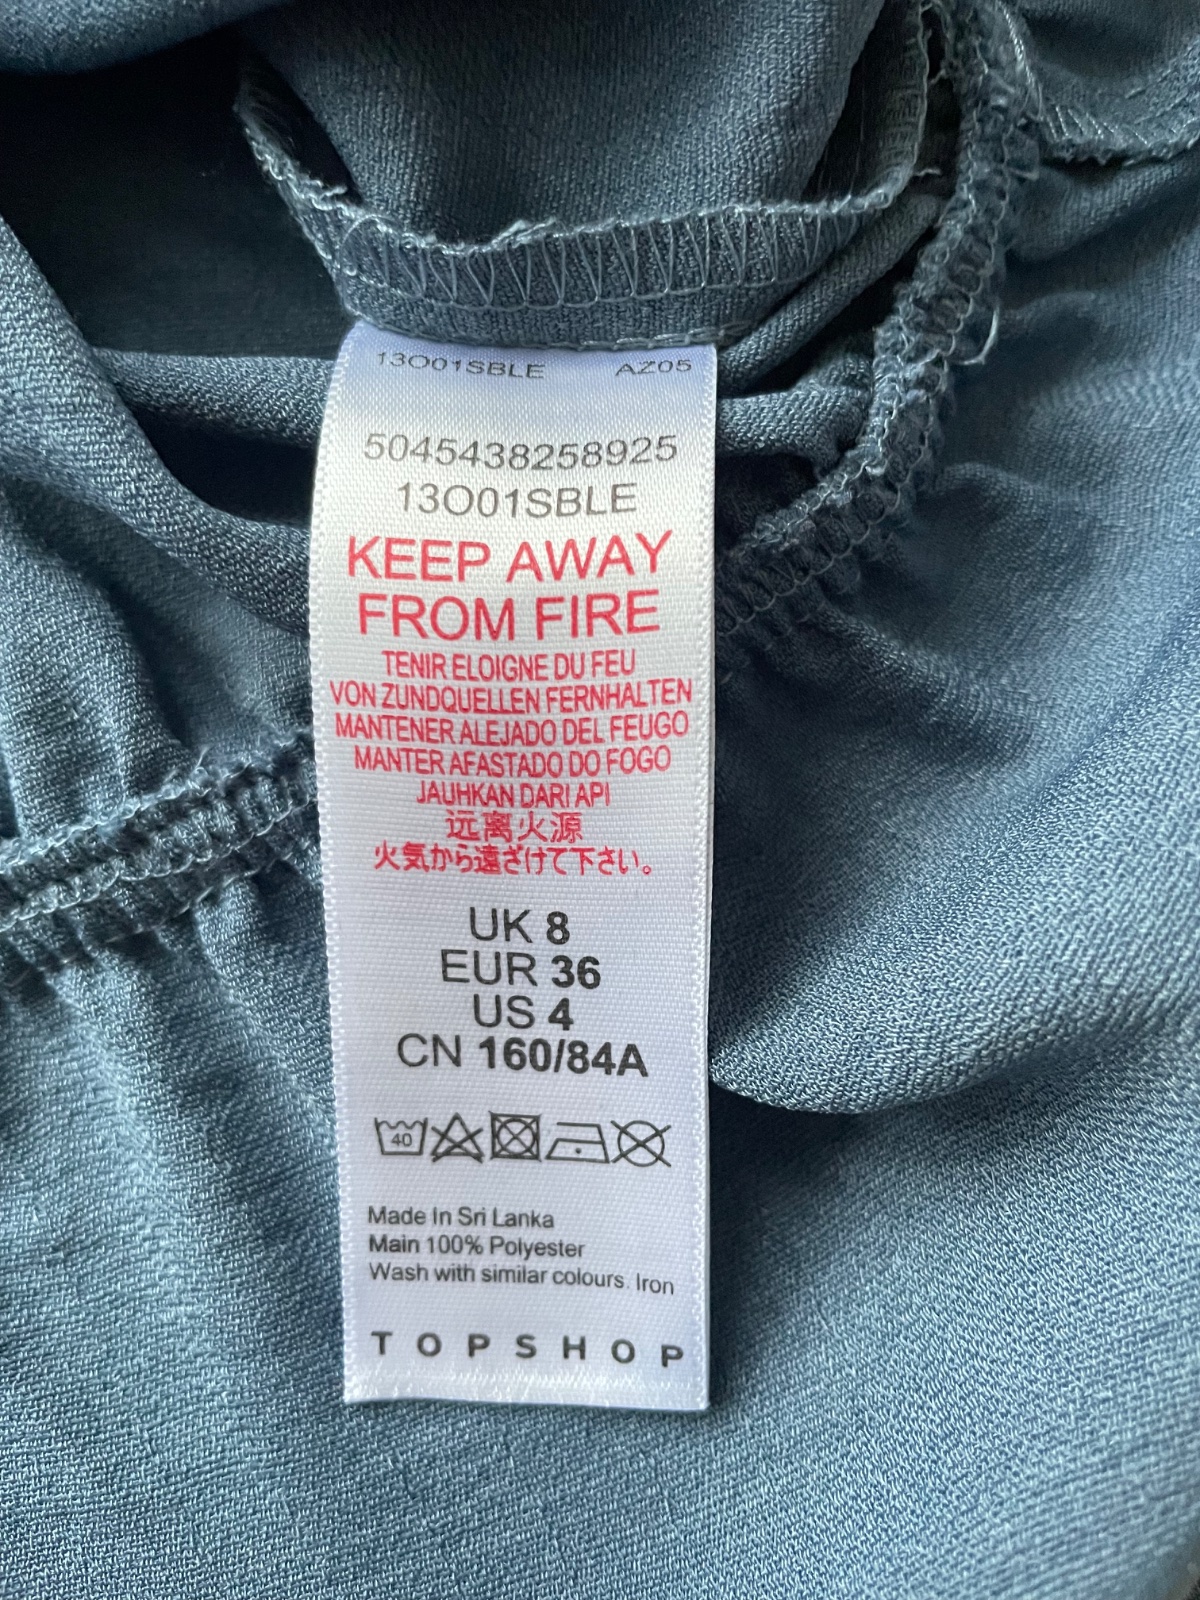 13O01SBLE AZ05
5045438258925
13O01SBLE
KEEP AWAY
FROM FIRE
TENIR ELOIGNE DU FEU
VON ZUNDQUELLEN FERNHALTEN
MANTENER ALEJADO DEL FEUGO
MANTER AFASTADO DO FOGO
JAUHKAN DARI API
远离火源
火気から遠ざけて下さい。
UK 8
EUR 36
US 4
CN 160/84A
40
Made In Sri Lanka
Main 100% Polyester
Wash with similar colours. Iron
TOPSHOP